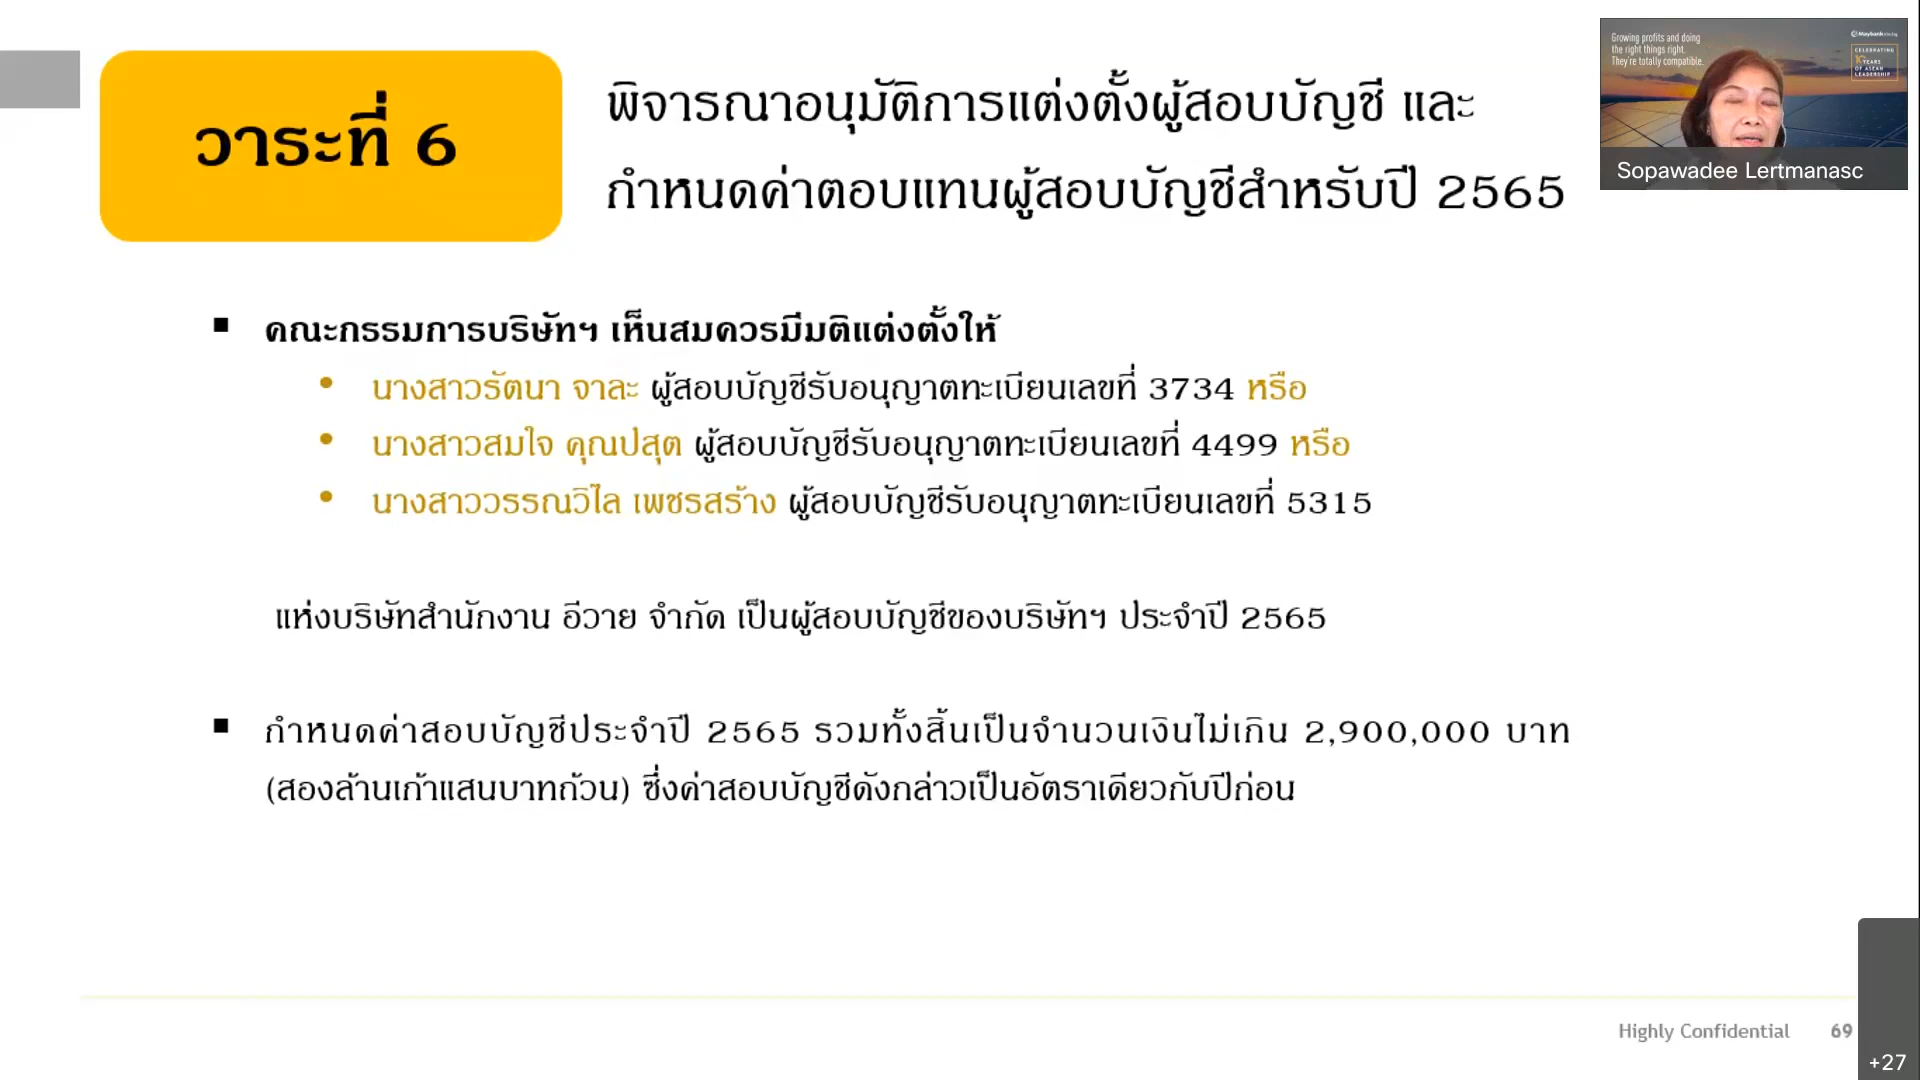 วาระที่ 6
พิจารณาอนุมัติการแต่งตั้งผู้สอบบัญชี และ
กำหนดค่าตอบแทนผู้สอบบัญชีสำหรับปี 2565
Growing profits and doing
the right things right.
They're totally compatible.
Maybank
CELEBRATING
10 YEARS
OF ASEAN
LEADERSHIP
Sopawadee Lertmanasc
▪ คณะกรรมการบริษัทฯ เห็นสมควรมีมติแต่งตั้งให้
• นางสาวรัตนา จาละ ผู้สอบบัญชีรับอนุญาตทะเบียนเลขที่ 3734 หรือ
• นางสาวสมใจ คุณปสุต ผู้สอบบัญชีรับอนุญาตทะเบียนเลขที่ 4499 หรือ
• นางสาววรรณวิไล เพชรสร้าง ผู้สอบบัญชีรับอนุญาตทะเบียนเลขที่ 5315
แห่งบริษัทสำนักงาน อีวาย จำกัด เป็นผู้สอบบัญชีของบริษัทฯ ประจำปี 2565
▪ กำหนดค่าสอบบัญชีประจำปี 2565 รวมทั้งสิ้นเป็นจำนวนเงินไม่เกิน 2,900,000 บาท
(สองล้านเก้าแสนบาทถ้วน) ซึ่งค่าสอบบัญชีดังกล่าวเป็นอัตราเดียวกับปีก่อน
Highly Confidential 69
+27